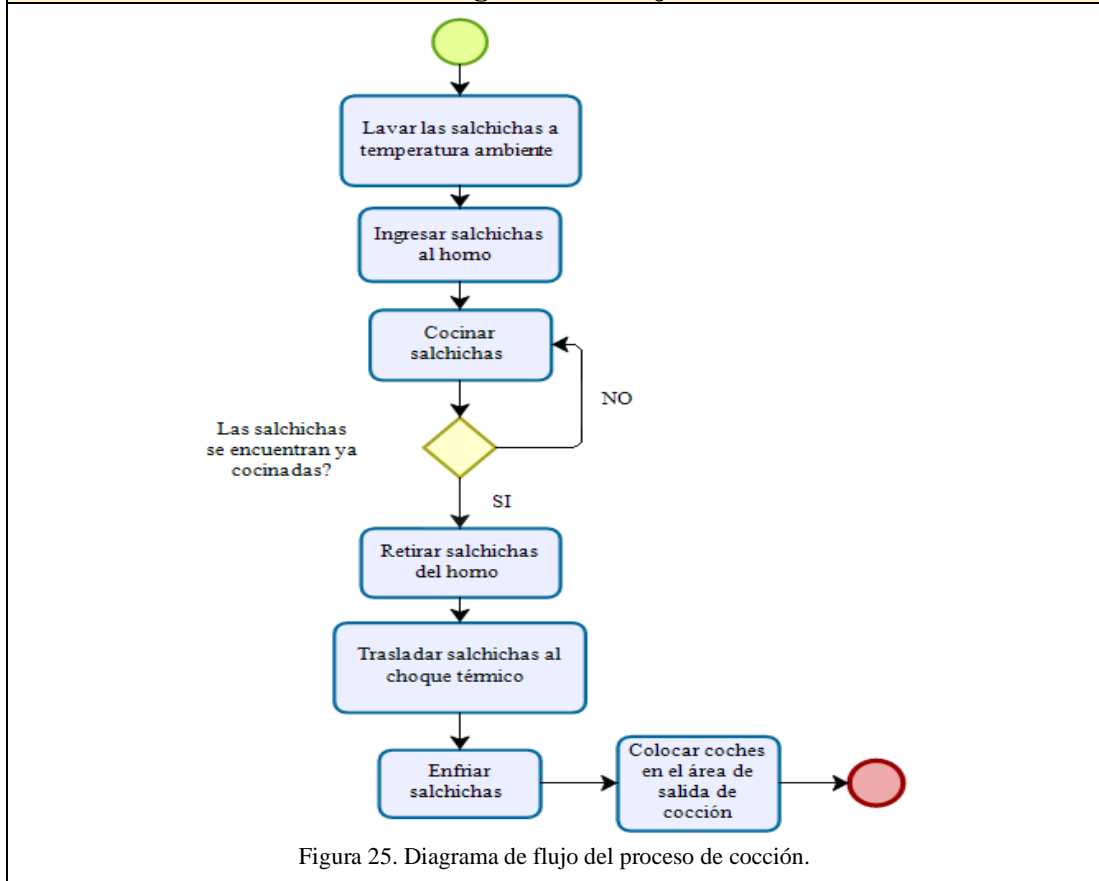 Lavar las salchichas a
temperatura ambiente
Ingresar salchichas
al horno
Cocinar
salchichas
NO
Las salchichas
se encuentran ya
cocinadas?
SI
Retirar salchichas
del horno
Trasladar salchichas al
choque térmico
Enfriar
salchichas
Colocar coches
en el área de
salida de
cocción
Figura 25. Diagrama de flujo del proceso de cocción.